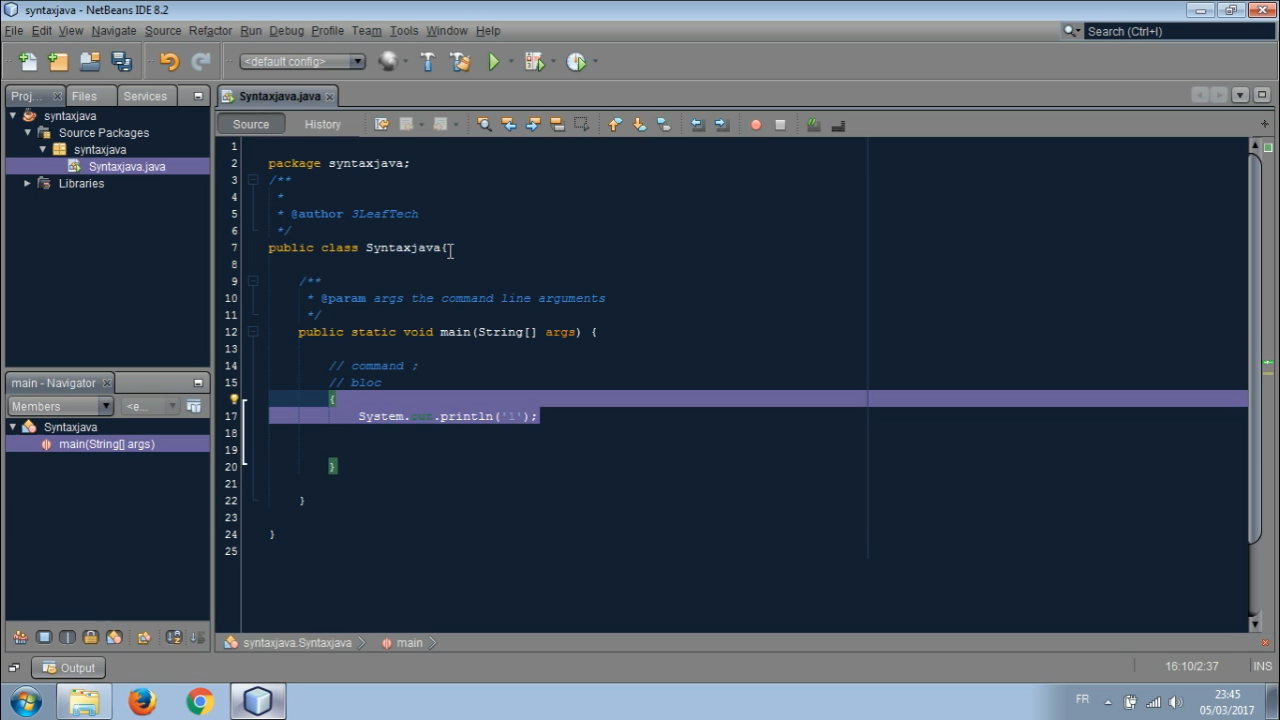 syntaxjava - NetBeans IDE 8.2
File Edit View Navigate Source Refactor Run Debug Profile Team Tools Window Help
Search (Ctrl+I)
<default config>
Proj... Files Services
Syntaxjava.java
syntaxjava
Source Packages
syntaxjava
Syntaxjava.java
Libraries
Source History
1
2 package syntaxjava;
3 /**
4 *
5 * @author 3LeafTech
6 */
7 public class Syntaxjava{
8
9 /**
10 * @param args the command line arguments
11 */
12 public static void main(String[] args) {
13
14 // command ;
15 // bloc
{
17 System.out.println('1');
18
19
20 }
21
22 }
23
24 }
25
main - Navigator
Members <e...
Syntaxjava
main(String[] args)
syntaxjava.Syntaxjava main
Output
16:10/2:37 INS
FR
23:45
05/03/2017